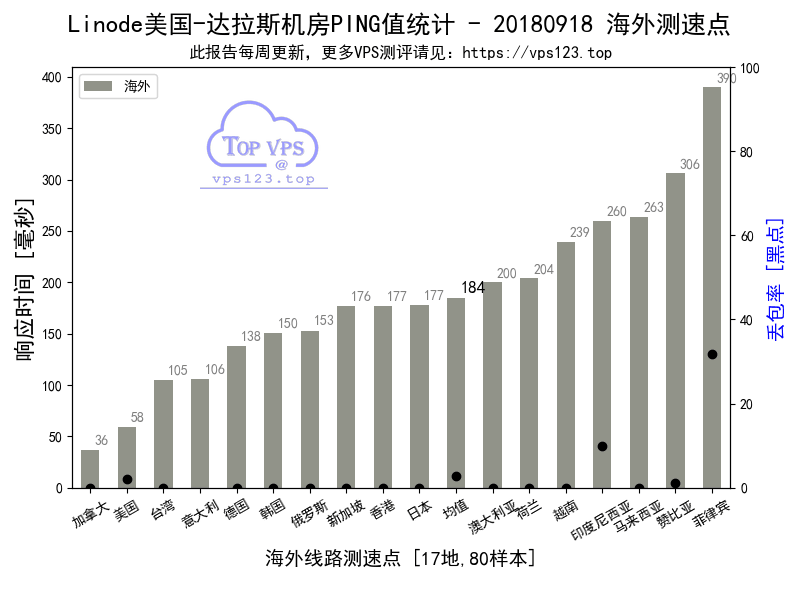 Linode美国-达拉斯机房PING值统计 - 20180918 海外测速点
此报告每周更新，更多VPS测评请见：https://vps123.top
海外
TOP VPS
@
vps123.top
响应时间 [毫秒]
400
350
300
250
200
150
100
50
0
36
58
105
106
138
150
153
176
177
177
184
200
204
239
260
263
306
390
100
80
60
40
20
0
丢包率 [黑点]
加拿大
美国
台湾
意大利
德国
韩国
俄罗斯
新加坡
香港
日本
均值
澳大利亚
荷兰
越南
印度尼西亚
马来西亚
赞比亚
菲律宾
海外线路测速点 [17地,80样本]